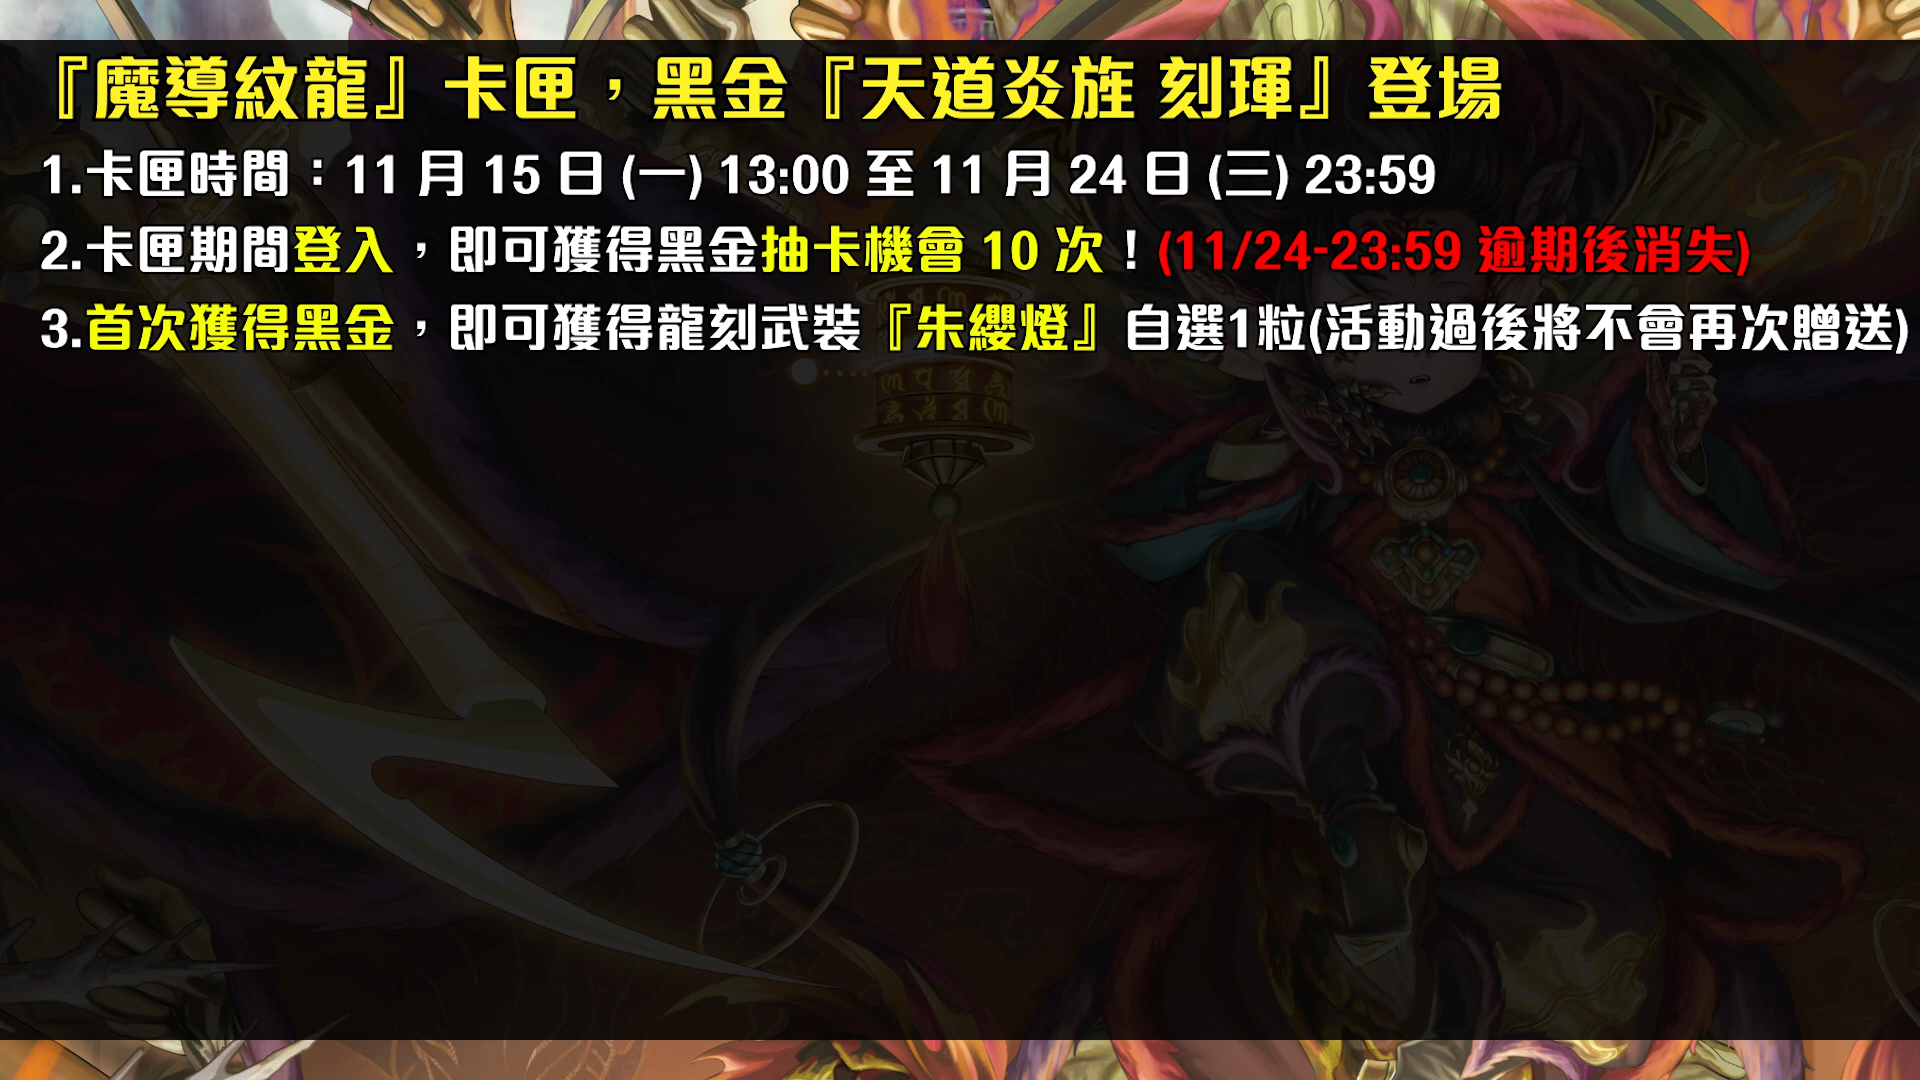 『魔導紋龍』卡匣，黑金『天道炎旌 刻琿』登場
1.卡匣時間：11 月 15 日 (一) 13:00 至 11 月 24 日 (三) 23:59
2.卡匣期間登入，即可獲得黑金抽卡機會 10 次！(11/24-23:59 逾期後消失)
3.首次獲得黑金，即可獲得龍刻武裝『朱纓燈』自選1粒(活動過後將不會再次贈送)